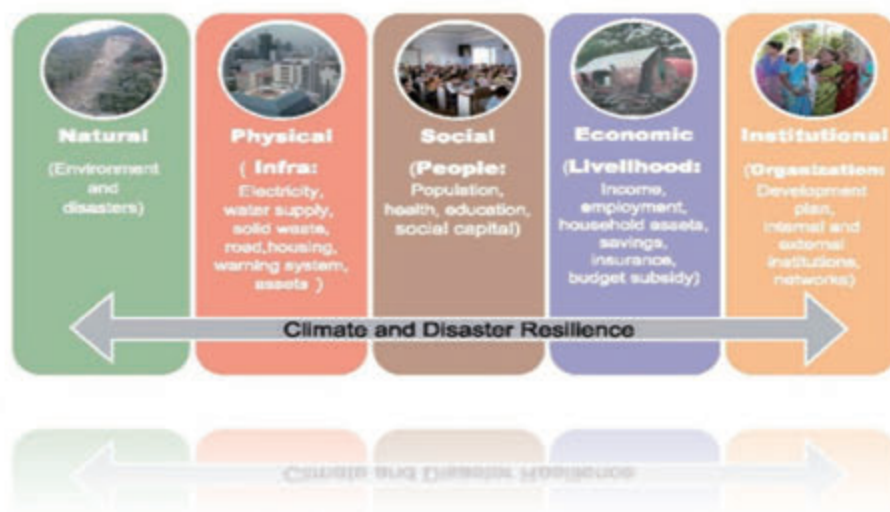 Natural
(Environment
and
disasters)
Physical
( Infra:
Electricity,
water supply,
solid waste,
road,housing,
warning system,
assets )
Social
(People:
Population,
health, education,
social capital)
Economic
(Livelihood:
Income,
employment,
household assets,
savings,
insurance,
budget subsidy)
Institutional
(Organization:
Development
plan,
internal and
external
institutions,
networks)
Climate and Disaster Resilience